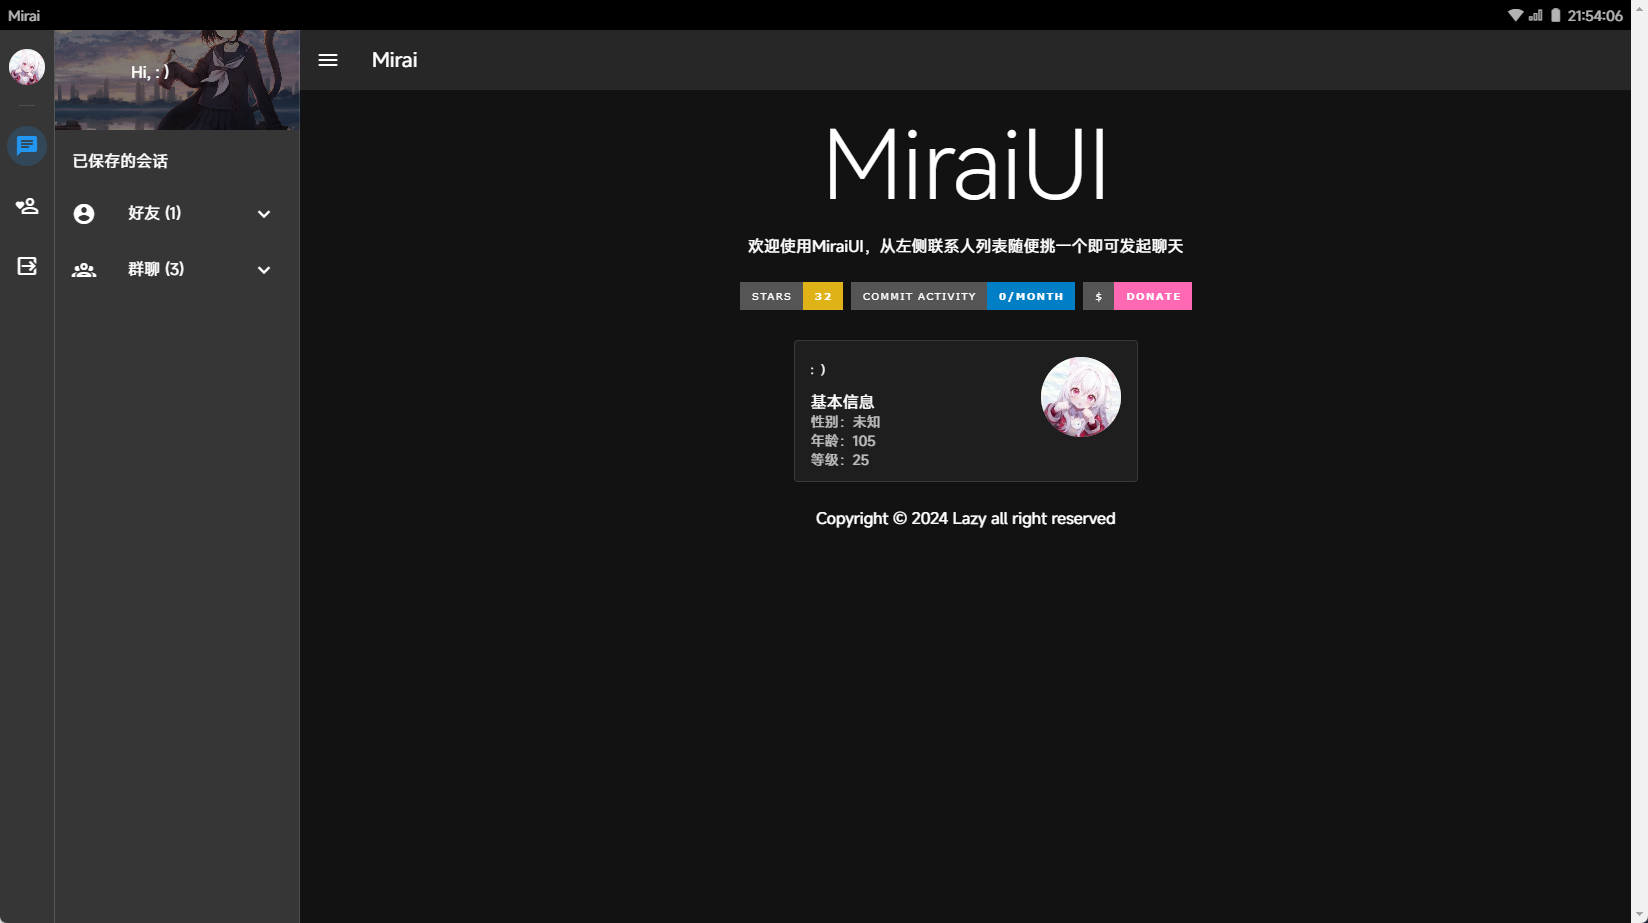 Mirai
21:54:06
Hi, : )
Mirai
已保存的会话
好友 (1)
群聊 (3)
MiraiUI
欢迎使用MiraiUI，从左侧联系人列表随便挑一个即可发起聊天
STARS 32 COMMIT ACTIVITY 0/MONTH $ DONATE
: )
基本信息
性别：未知
年龄：105
等级：25
Copyright © 2024 Lazy all right reserved